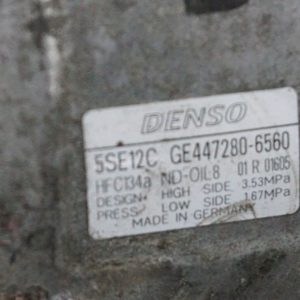 DENSO
5SE12C GE447280-6560
HFC134a ND-OIL8 01 R 01605
DESIGN HIGH SIDE 3.53MPa
PRESS LOW SIDE 1.67MPa
MADE IN GERMANY